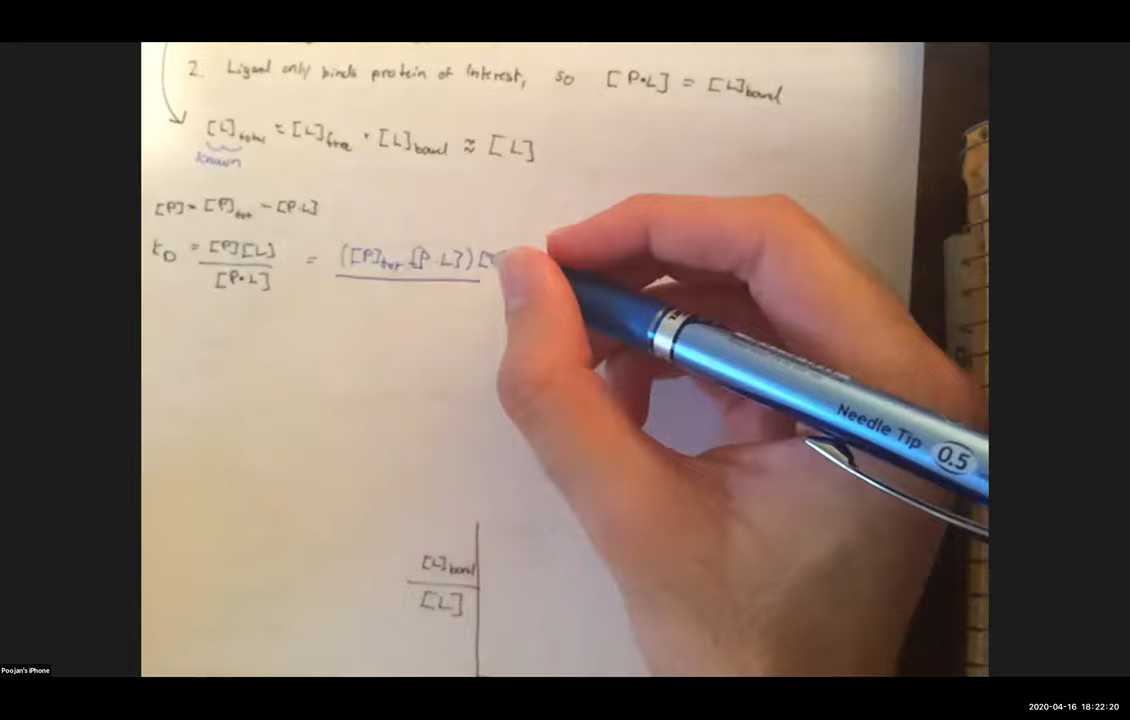 2. Ligand only binds protein of interest, so [P•L] = [L]bound
[L]total = [L]free + [L]bound ≈ [L]
known
[P] = [P]tot - [P·L]
KD = [P][L] / [P•L] = ([P]tot - [P·L])
[L]bound
[L]
Needle Tip 0.5
Poojan's iPhone
2020-04-16 18:22:20